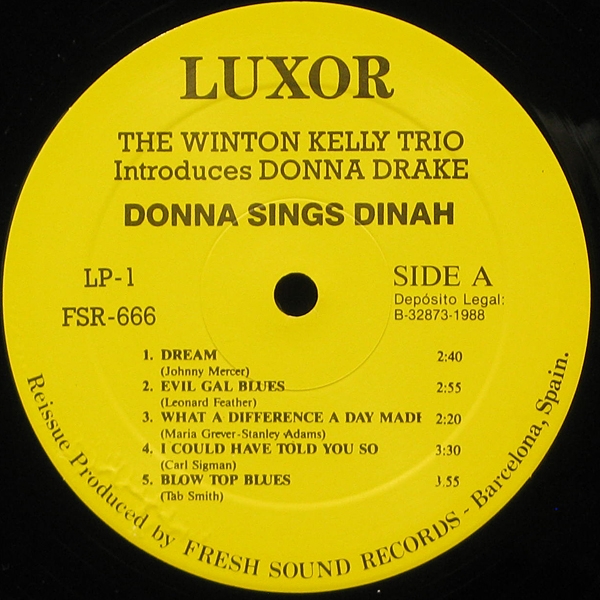 LUXOR
THE WINTON KELLY TRIO
Introduces DONNA DRAKE
DONNA SINGS DINAH
LP-1
FSR-666
SIDE A
Depósito Legal:
B-32873-1988
1. DREAM 2:40
(Johnny Mercer)
2. EVIL GAL BLUES 2:55
(Leonard Feather)
3. WHAT A DIFFERENCE A DAY MADE 2:20
(Maria Grever-Stanley Adams)
4. I COULD HAVE TOLD YOU SO 3:30
(Carl Sigman)
5. BLOW TOP BLUES 3.55
(Tab Smith)
Reissue Produced by FRESH SOUND RECORDS - Barcelona, Spain.